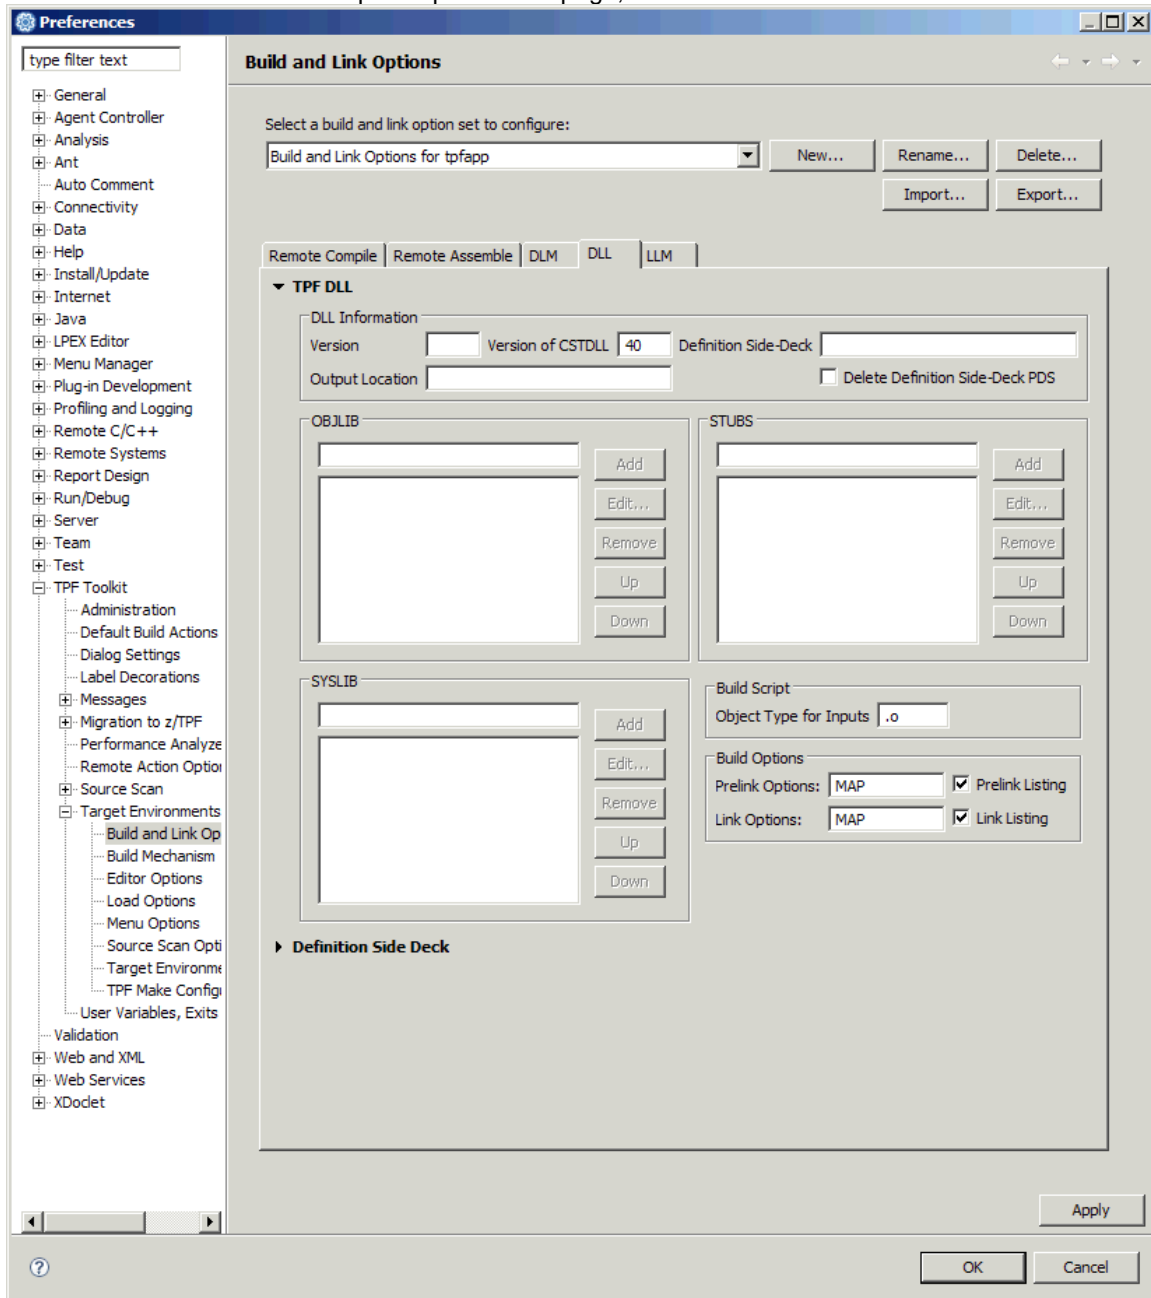 Preferences
type filter text
General
Agent Controller
Analysis
Ant
Auto Comment
Connectivity
Data
Help
Install/Update
Internet
Java
LPEX Editor
Menu Manager
Plug-in Development
Profiling and Logging
Remote C/C++
Remote Systems
Report Design
Run/Debug
Server
Team
Test
TPF Toolkit
Administration
Default Build Actions
Dialog Settings
Label Decorations
Messages
Migration to z/TPF
Performance Analyze
Remote Action Option
Source Scan
Target Environments
Build and Link Op
Build Mechanism
Editor Options
Load Options
Menu Options
Source Scan Opti
Target Environme
TPF Make Config
User Variables, Exits
Validation
Web and XML
Web Services
XDoclet
Build and Link Options
Select a build and link option set to configure:
Build and Link Options for tpfapp New... Rename... Delete...
Import... Export...
Remote Compile Remote Assemble DLM DLL LLM
TPF DLL
DLL Information
Version Version of CSTDLL 40 Definition Side-Deck
Output Location Delete Definition Side-Deck PDS
OBJLIB
Add
Edit...
Remove
Up
Down
STUBS
Add
Edit...
Remove
Up
Down
SYSLIB
Add
Edit...
Remove
Up
Down
Build Script
Object Type for Inputs .o
Build Options
Prelink Options: MAP Prelink Listing
Link Options: MAP Link Listing
Definition Side Deck
Apply
? OK Cancel